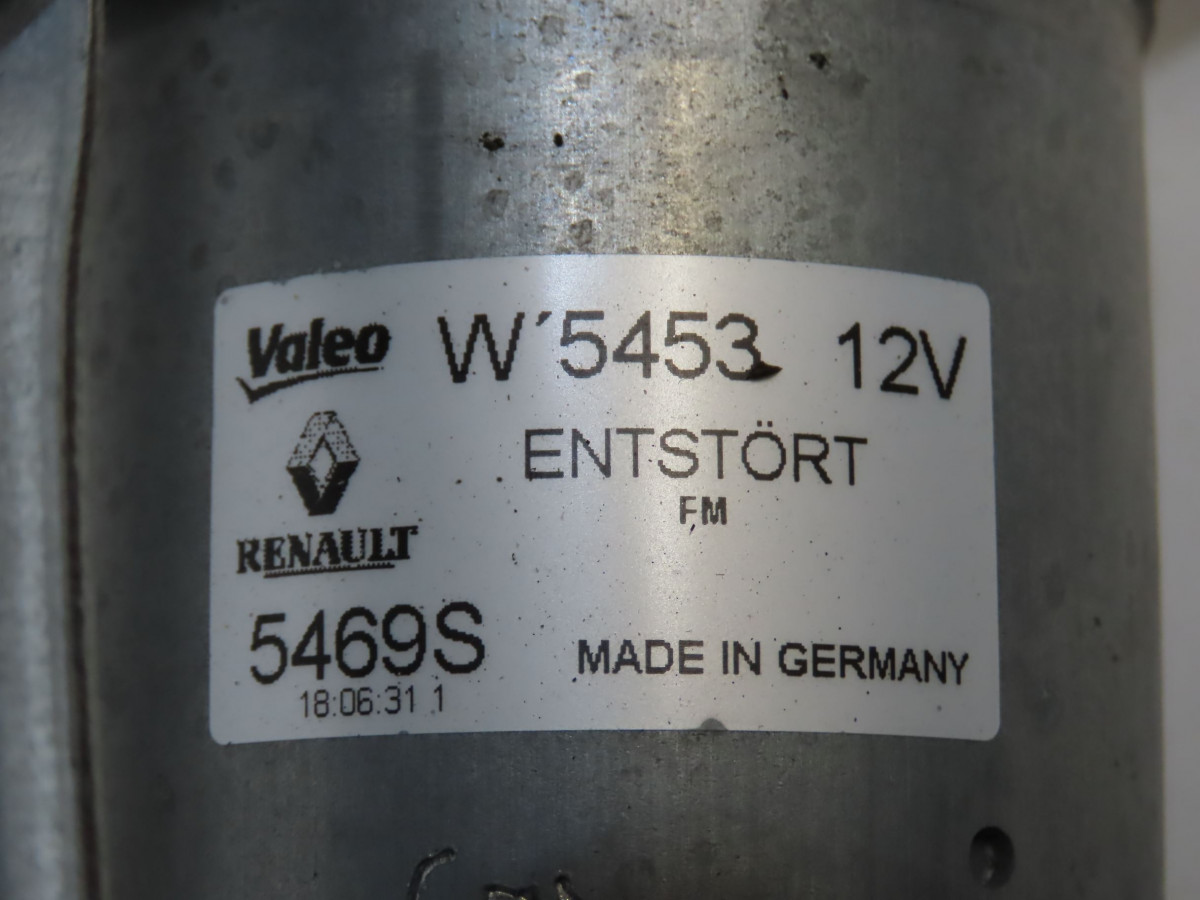 Valeo W´5453 12V
ENTSTÖRT
FM
RENAULT
5469S
18:06:31 1
MADE IN GERMANY